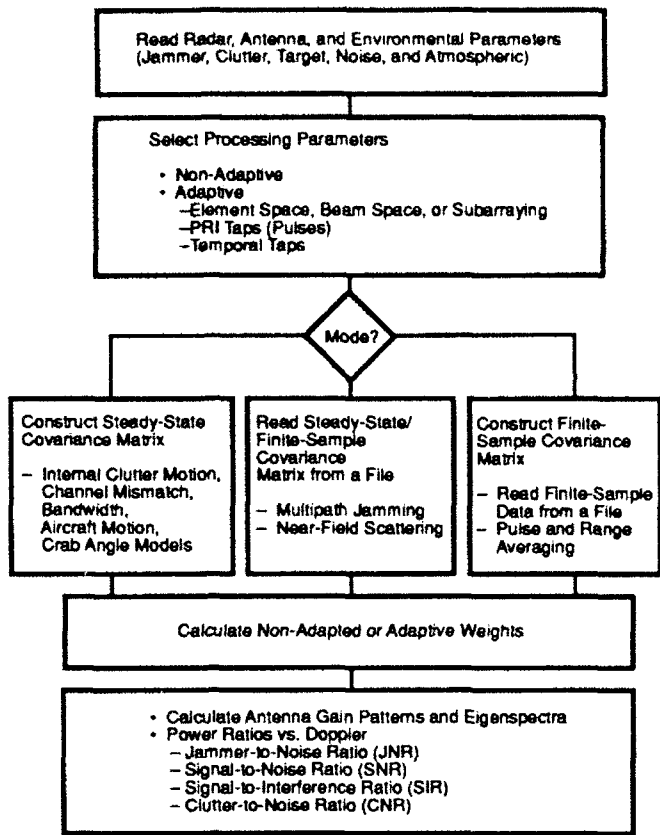 Read Radar, Antenna, and Environmental Parameters
(Jammer, Clutter, Target, Noise, and Atmospheric)
Select Processing Parameters
• Non-Adaptive
• Adaptive
–Element Space, Beam Space, or Subarraying
–PRI Taps (Pulses)
–Temporal Taps
Mode?
Construct Steady-State
Covariance Matrix
– Internal Clutter Motion,
Channel Mismatch,
Bandwidth,
Aircraft Motion,
Crab Angle Models
Read Steady-State/
Finite-Sample
Covariance
Matrix from a File
– Multipath Jamming
– Near-Field Scattering
Construct Finite-
Sample Covariance
Matrix
– Read Finite-Sample
Data from a File
– Pulse and Range
Averaging
Calculate Non-Adapted or Adaptive Weights
• Calculate Antenna Gain Patterns and Eigenspectra
• Power Ratios vs. Doppler
– Jammer-to-Noise Ratio (JNR)
– Signal-to-Noise Ratio (SNR)
– Signal-to-Interference Ratio (SIR)
– Clutter-to-Noise Ratio (CNR)